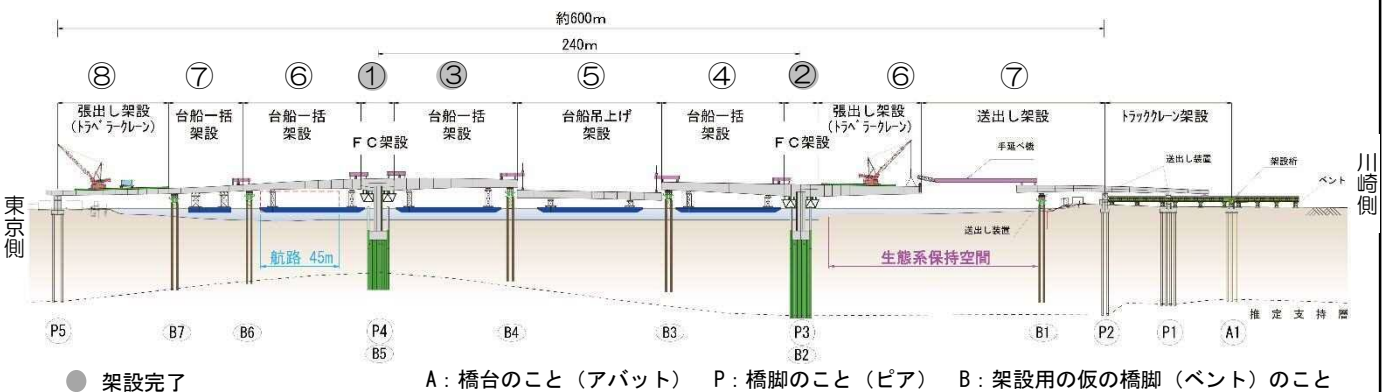 約600m
240m
⑧ ⑦ ⑥ ① ③ ⑤ ④ ② ⑥ ⑦
張出し架設
(トラベラークレーン)
台船一括
架設
台船一括
架設
FC架設
台船一括
架設
台船吊上げ
架設
台船一括
架設
FC架設
張出し架設
(トラベラークレーン)
送出し架設
トラッククレーン架設
手延べ機
送出し装置
架設桁
ベント
東京側
川崎側
送出し装置
航路 45m
生態系保持空間
推定支持層
P5 B7 B6 P4 B4 B3 P3 B1 P2 P1 A1
B5 B2
架設完了 A:橋台のこと(アバット) P:橋脚のこと(ピア) B:架設用の仮の橋脚(ベント)のこと